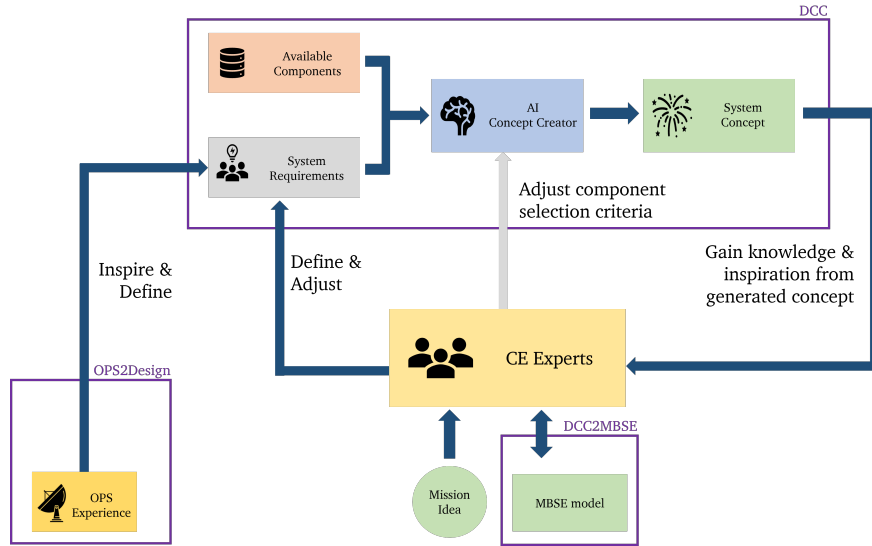 DCC
Available
Components
AI
Concept Creator
System
Concept
System
Requirements
Adjust component
selection criteria
Inspire &
Define
Define &
Adjust
Gain knowledge &
inspiration from
generated concept
CE Experts
OPS2Design
DCC2MBSE
OPS
Experience
Mission
Idea
MBSE model